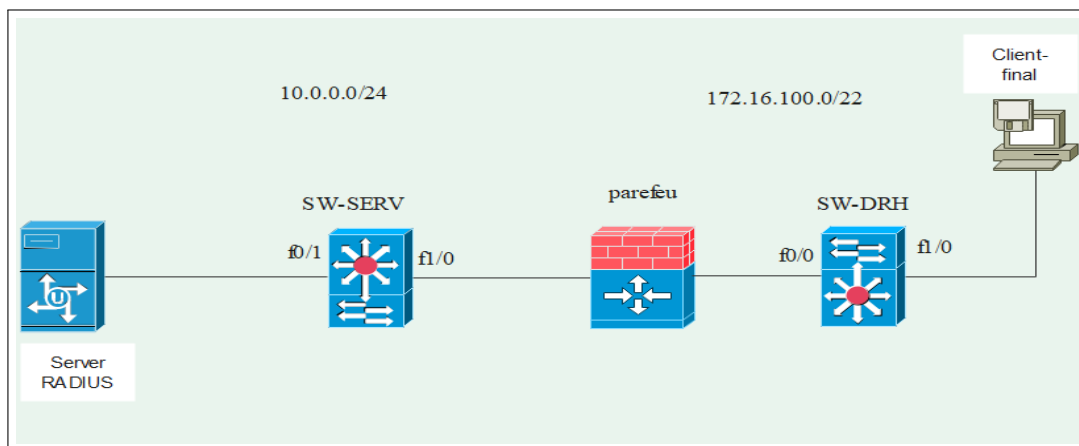 Client-
final
10.0.0.0/24
172.16.100.0/22
SW-SERV
parefeu
SW-DRH
f0/1
f1/0
f0/0
f1/0
U
Server
RADIUS